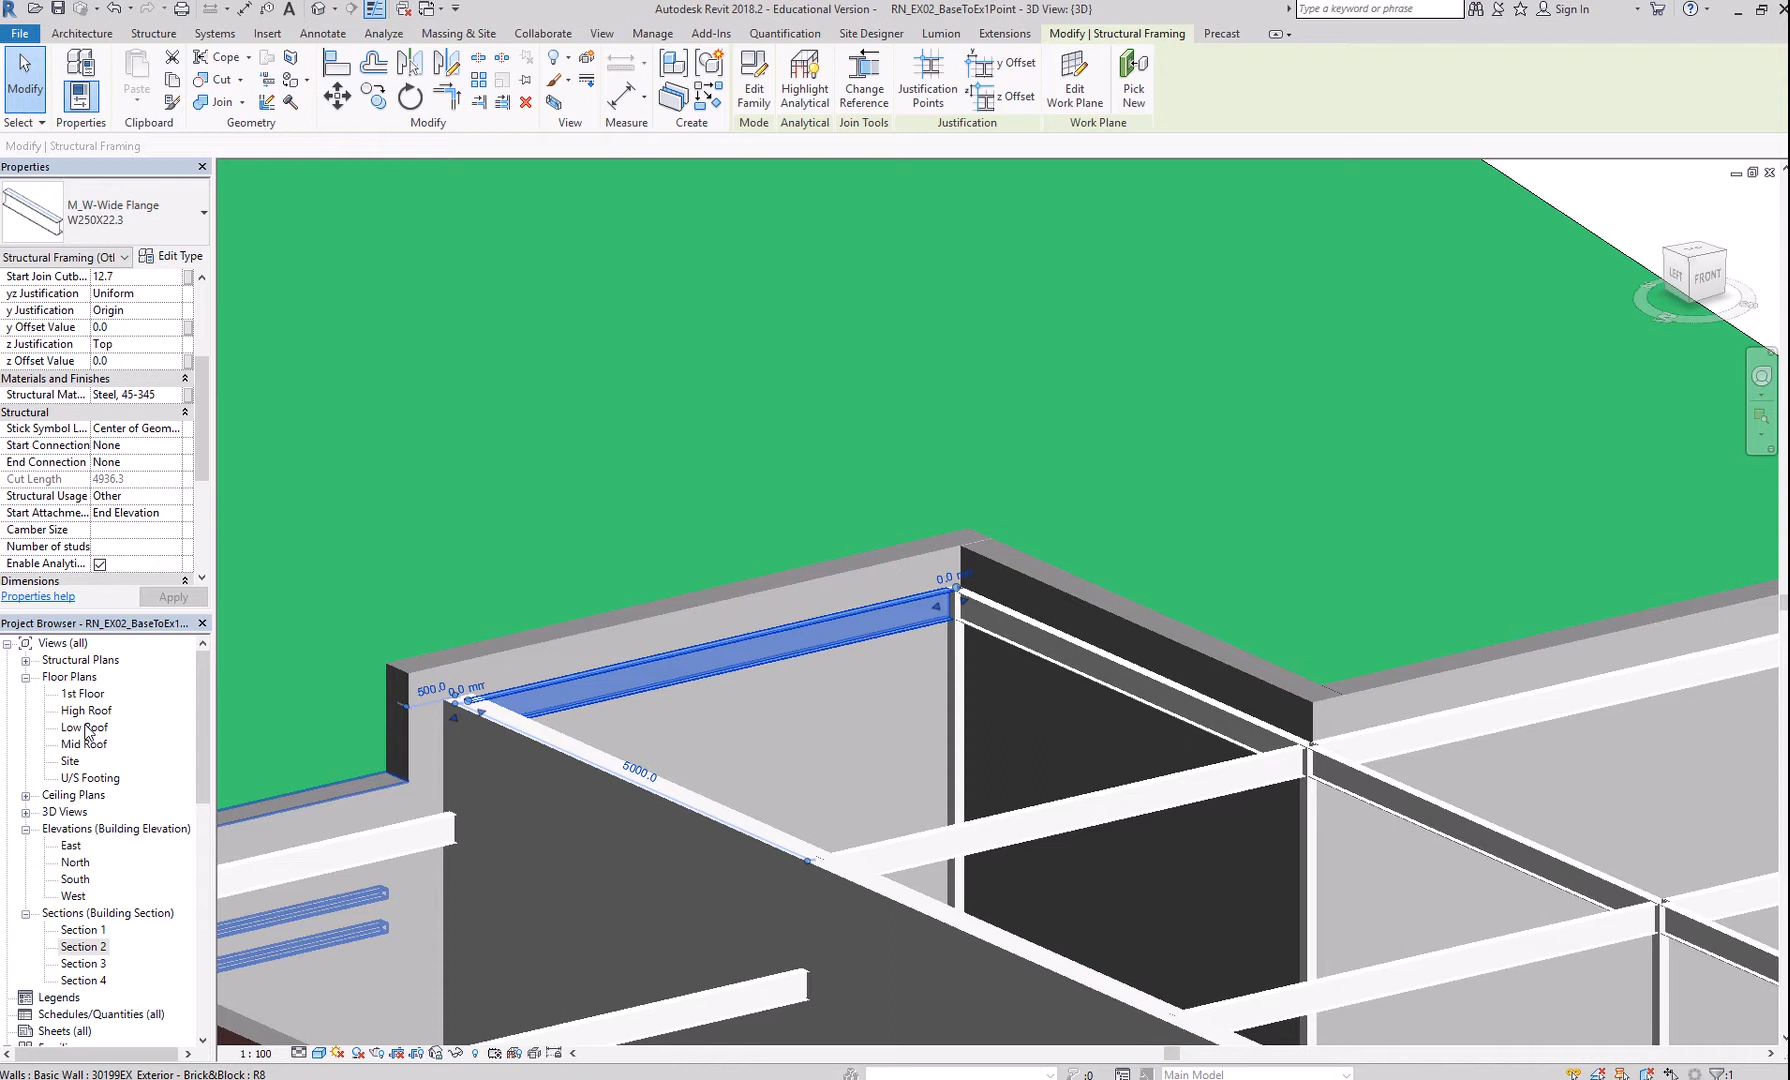 Autodesk Revit 2018.2 - Educational Version - RN_EX02_BaseToEx1Point - 3D View: {3D}
Type a keyword or phrase
Sign In
File Architecture Structure Systems Insert Annotate Analyze Massing & Site Collaborate View Manage Add-Ins Quantification Site Designer Lumion Extensions Modify | Structural Framing Precast
Modify
Paste
Cope
Cut
Join
Edit Family
Highlight Analytical
Change Reference
Justification Points
y Offset
z Offset
Edit Work Plane
Pick New
Select Properties Clipboard Geometry Modify View Measure Create Mode Analytical Join Tools Justification Work Plane
Modify | Structural Framing
Properties
M_W-Wide Flange
W250X22.3
Structural Framing (Otl Edit Type
Start Join Cutb... 12.7
yz Justification Uniform
y Justification Origin
y Offset Value 0.0
z Justification Top
z Offset Value 0.0
Materials and Finishes
Structural Mat... Steel, 45-345
Structural
Stick Symbol L... Center of Geom...
Start Connection None
End Connection None
Cut Length 4936.3
Structural Usage Other
Start Attachme... End Elevation
Camber Size
Number of studs
Enable Analyti...
Dimensions
Properties help Apply
Project Browser - RN_EX02_BaseToEx1...
Views (all)
Structural Plans
Floor Plans
1st Floor
High Roof
Low Roof
Mid Roof
Site
U/S Footing
Ceiling Plans
3D Views
Elevations (Building Elevation)
East
North
South
West
Sections (Building Section)
Section 1
Section 2
Section 3
Section 4
Legends
Schedules/Quantities (all)
Sheets (all)
LEFT FRONT
0.0 mm
500.0 0.0 mm
5000.0
1 : 100
Walls : Basic Wall : 30199EX Exterior - Brick&Block : R8
:0
Main Model
:1